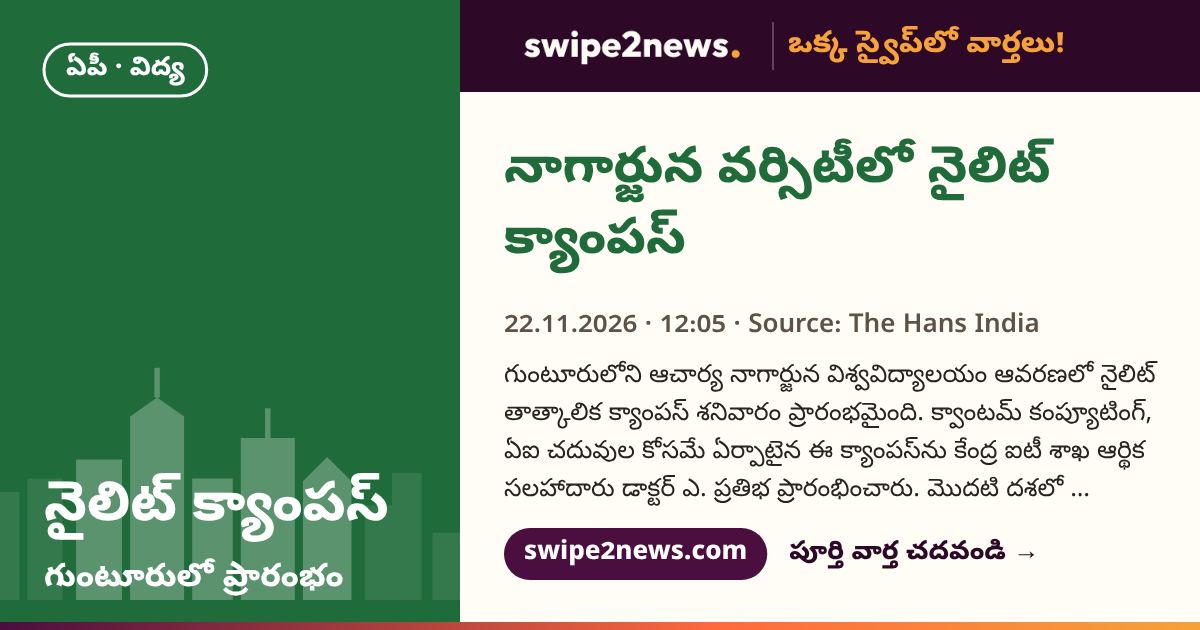 ఏపీ · విద్య
నైలిట్ క్యాంపస్
గుంటూరులో ప్రారంభం
swipe2news.
ఒక్క స్వైప్‌లో వార్తలు!
నాగార్జున వర్సిటీలో నైలిట్
క్యాంపస్
22.11.2026 · 12:05 · Source: The Hans India
గుంటూరులోని ఆచార్య నాగార్జున విశ్వవిద్యాలయం ఆవరణలో నైలిట్
తాత్కాలిక క్యాంపస్ శనివారం ప్రారంభమైంది. క్వాంటమ్ కంప్యూటింగ్,
ఏఐ చదువుల కోసమే ఏర్పాటైన ఈ క్యాంపస్‌ను కేంద్ర ఐటీ శాఖ ఆర్థిక
సలహాదారు డాక్టర్ ఎ. ప్రతిభ ప్రారంభించారు. మొదటి దశలో ...
swipe2news.com
పూర్తి వార్త చదవండి →